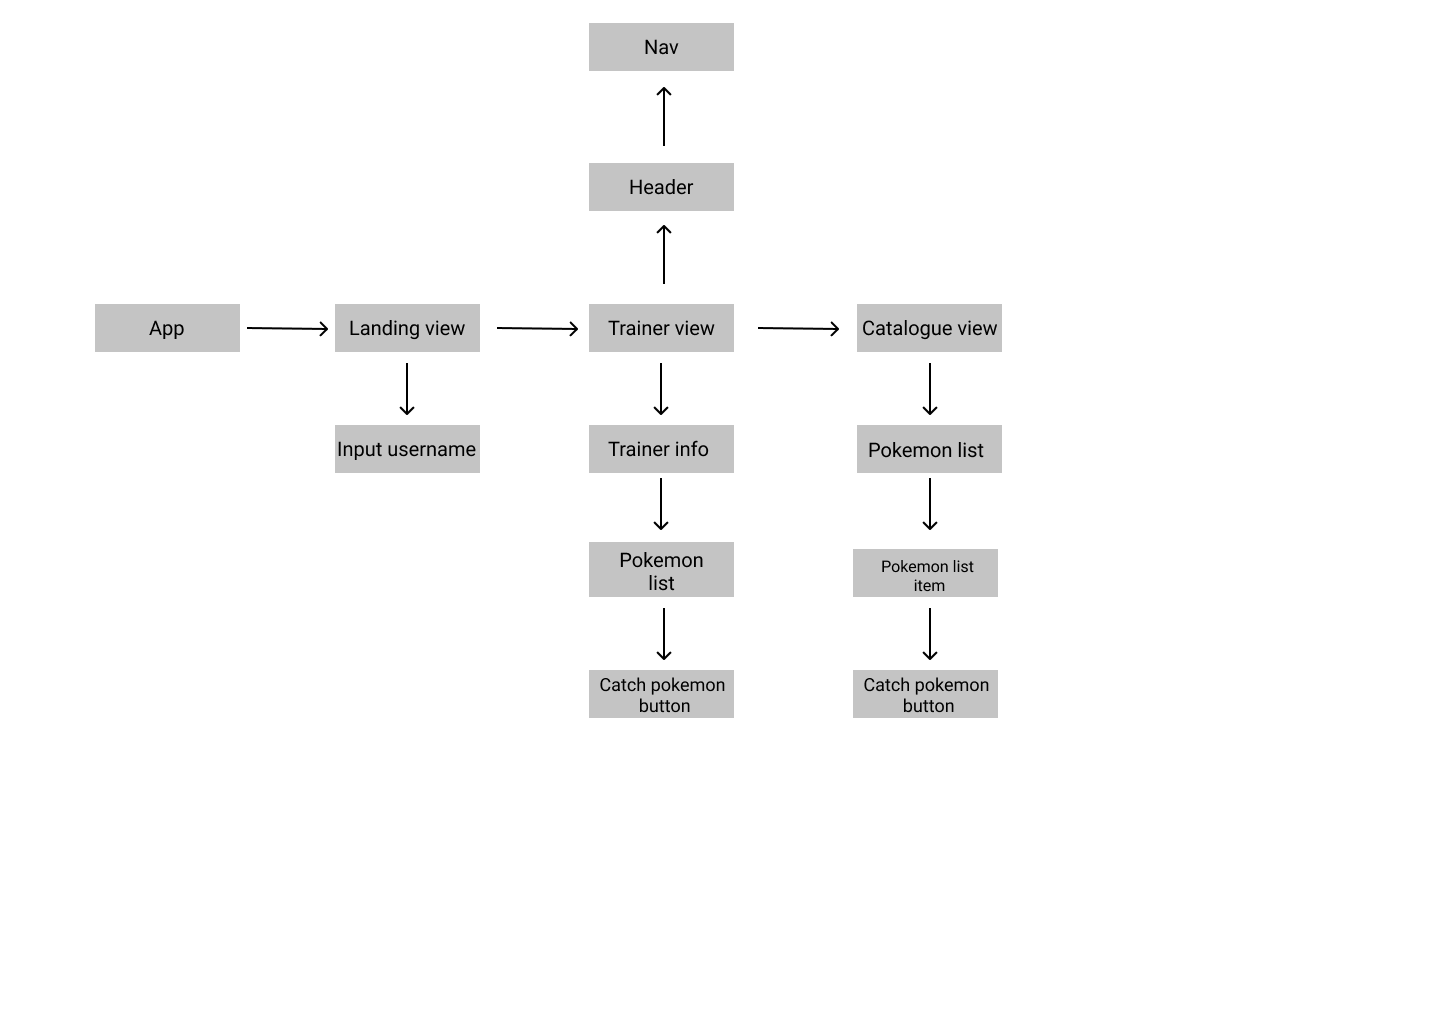 Nav
Header
App
Landing view
Trainer view
Catalogue view
Input username
Trainer info
Pokemon list
Pokemon
list
Pokemon list
item
Catch pokemon
button
Catch pokemon
button